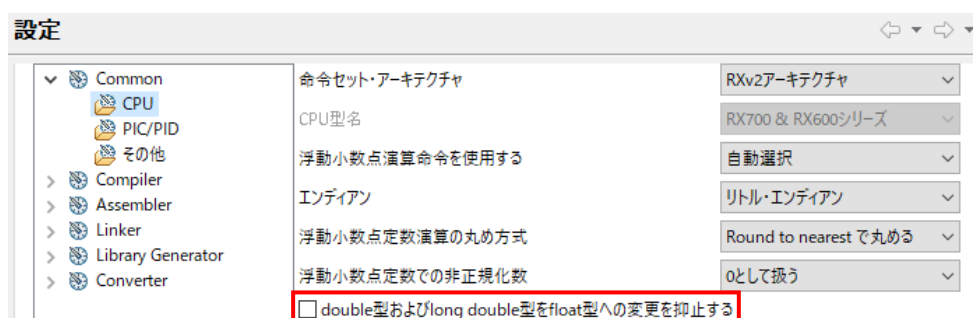 設定
Common
CPU
PIC/PID
その他
Compiler
Assembler
Linker
Library Generator
Converter
命令セット・アーキテクチャ RXv2アーキテクチャ
CPU型名 RX700 & RX600シリーズ
浮動小数点演算命令を使用する 自動選択
エンディアン リトル・エンディアン
浮動小数点定数演算の丸め方式 Round to nearest で丸める
浮動小数点定数での非正規化数 0として扱う
double型およびlong double型をfloat型への変更を抑止する